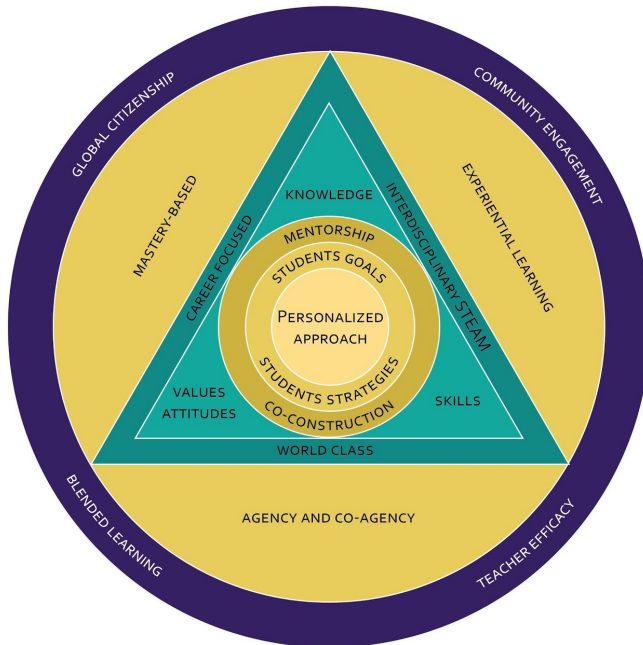 GLOBAL CITIZENSHIP
COMMUNITY ENGAGEMENT
MASTERY-BASED
EXPERIENTIAL LEARNING
CAREER FOCUSED
INTERDISCIPLINARY STEAM
KNOWLEDGE
MENTORSHIP
STUDENTS GOALS
PERSONALIZED
APPROACH
STUDENTS STRATEGIES
CO-CONSTRUCTION
VALUES
ATTITUDES
SKILLS
WORLD CLASS
AGENCY AND CO-AGENCY
BLENDED LEARNING
TEACHER EFFICACY